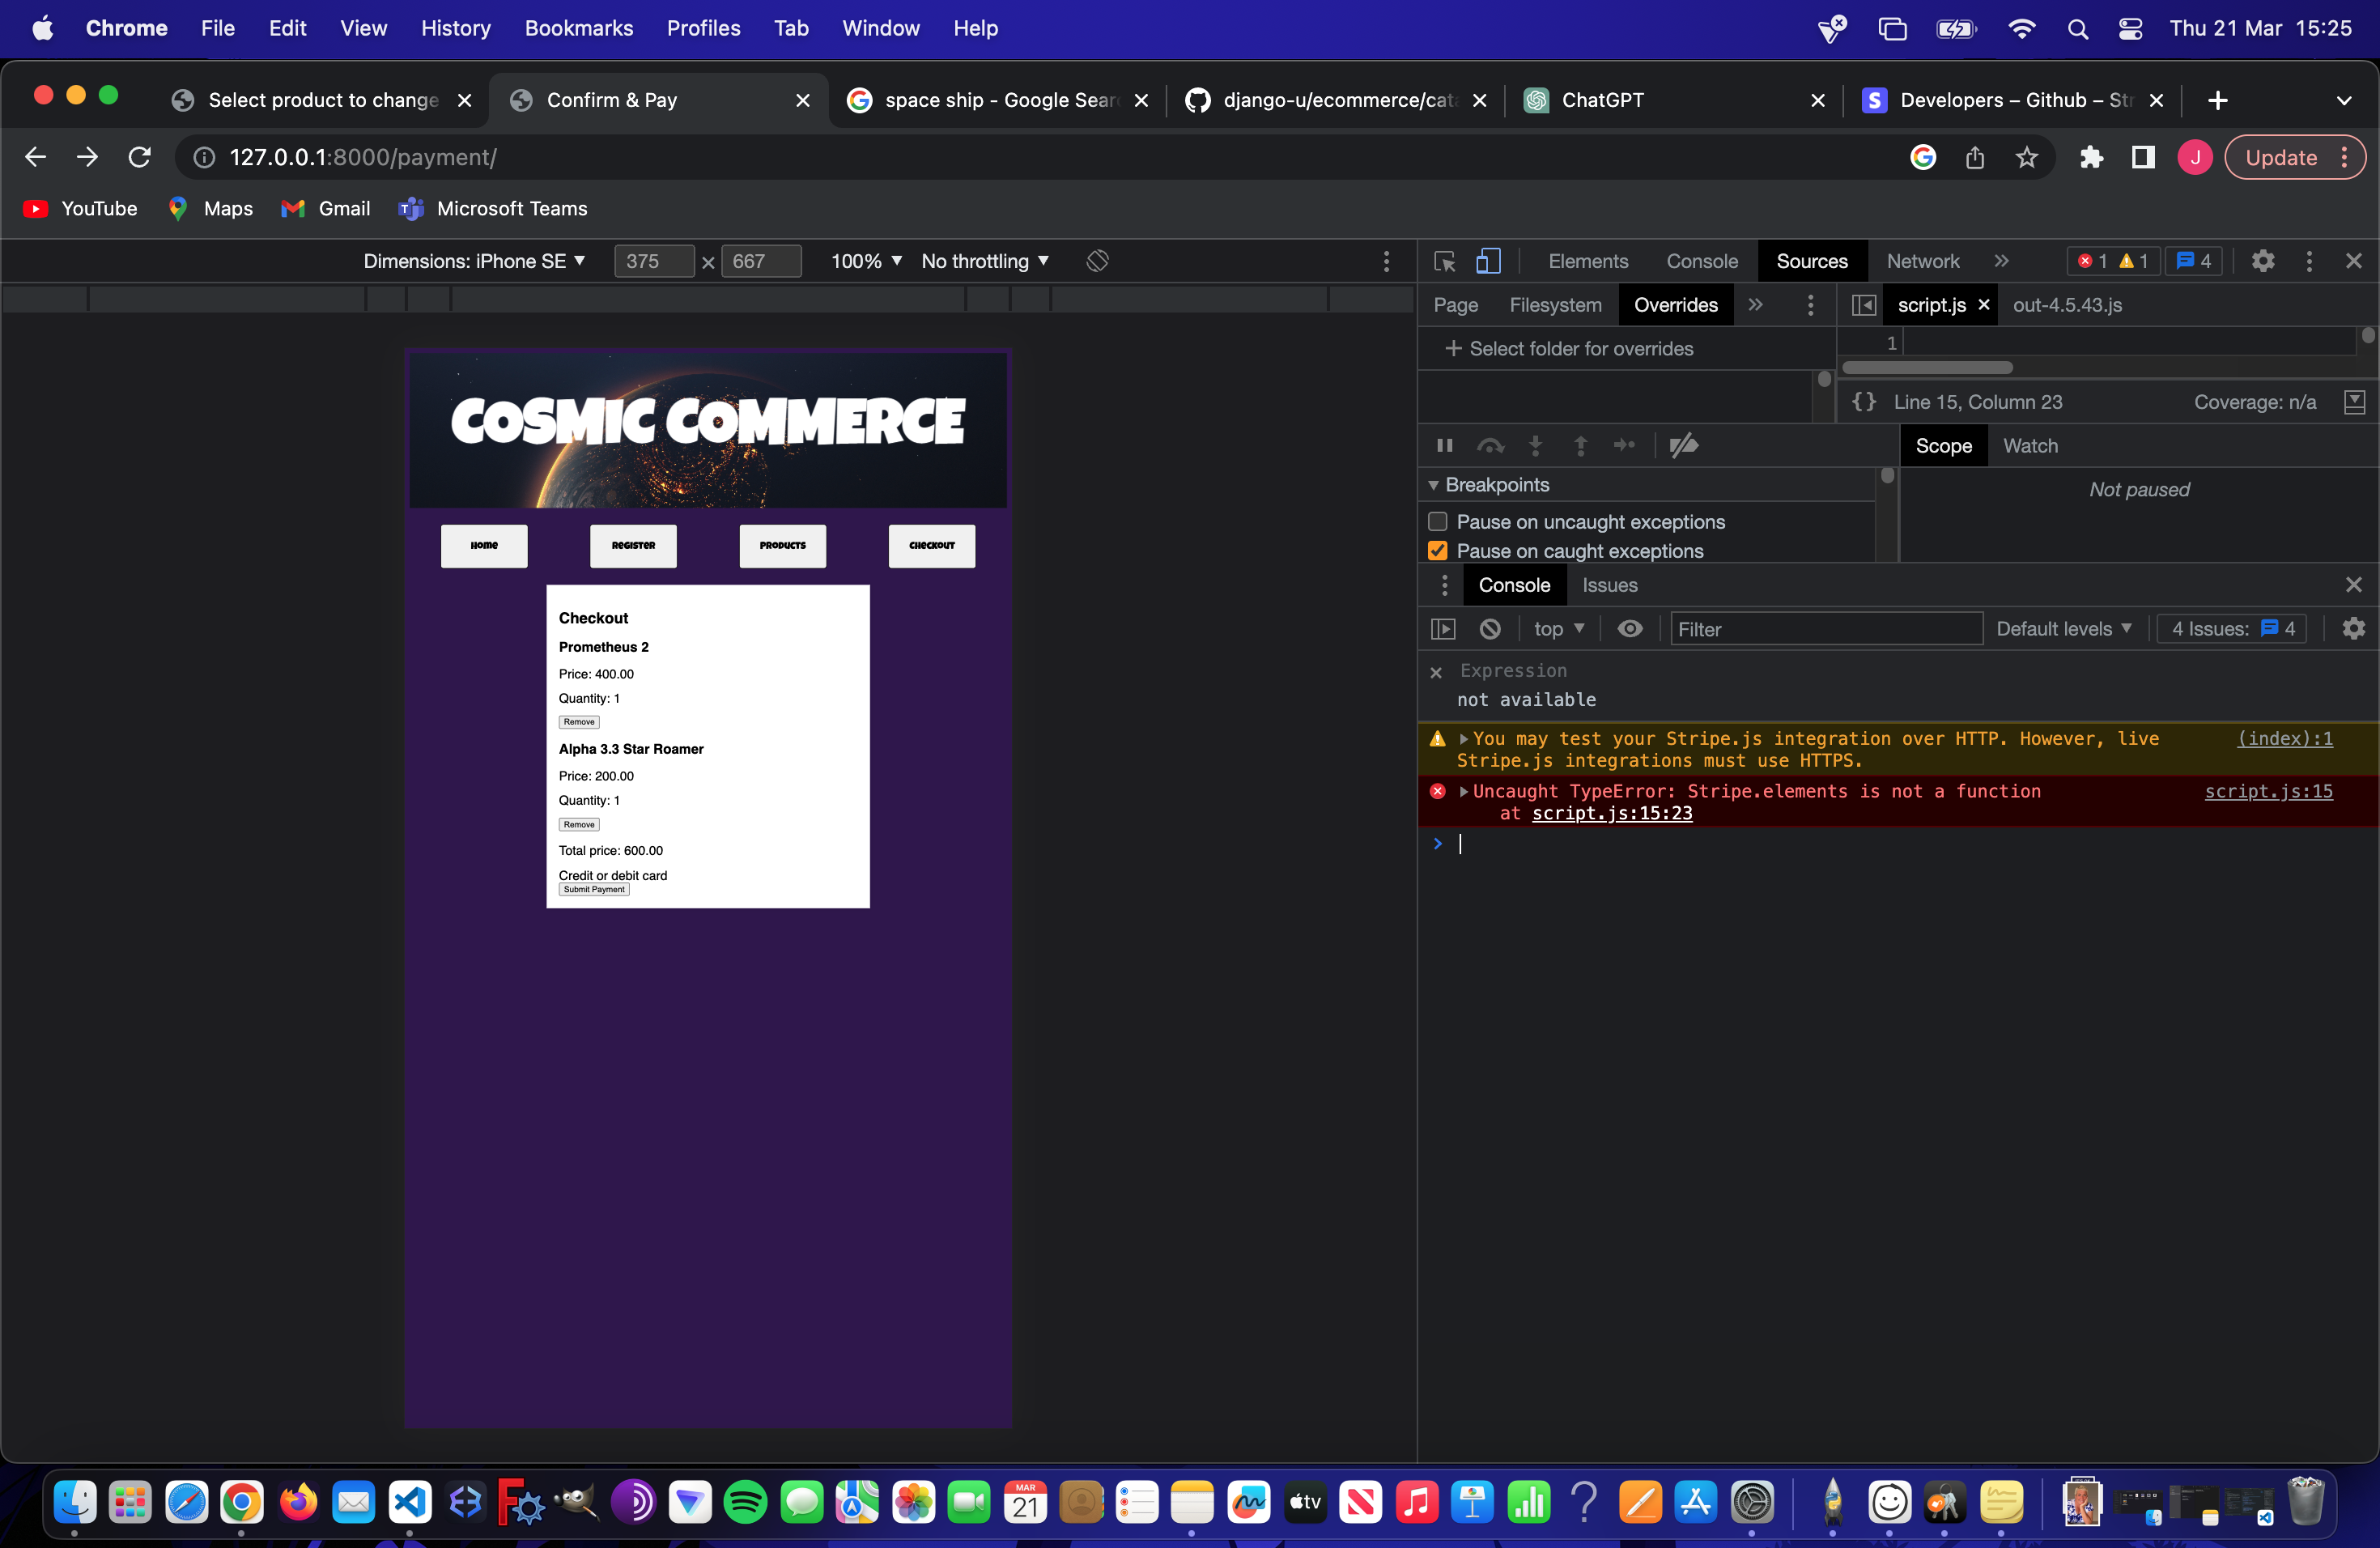 Chrome File Edit View History Bookmarks Profiles Tab Window Help Thu 21 Mar 15:25
Select product to change Confirm & Pay space ship - Google Sear django-u/ecommerce/cata ChatGPT Developers – Github – Str
127.0.0.1:8000/payment/ J Update
YouTube Maps Gmail Microsoft Teams
Dimensions: iPhone SE 375 × 667 100% No throttling
Elements Console Sources Network 1 1 4
Page Filesystem Overrides script.js out-4.5.43.js
Select folder for overrides 1
{} Line 15, Column 23 Coverage: n/a
Scope Watch
Breakpoints Not paused
Pause on uncaught exceptions
Pause on caught exceptions
Console Issues
top Filter Default levels 4 Issues: 4
Expression
not available
You may test your Stripe.js integration over HTTP. However, live (index):1
Stripe.js integrations must use HTTPS.
Uncaught TypeError: Stripe.elements is not a function script.js:15
at script.js:15:23
COSMIC COMMERCE
Home Register Products Checkout
Checkout
Prometheus 2
Price: 400.00
Quantity: 1
Remove
Alpha 3.3 Star Roamer
Price: 200.00
Quantity: 1
Remove
Total price: 600.00
Credit or debit card
Submit Payment
MAR
21
tv